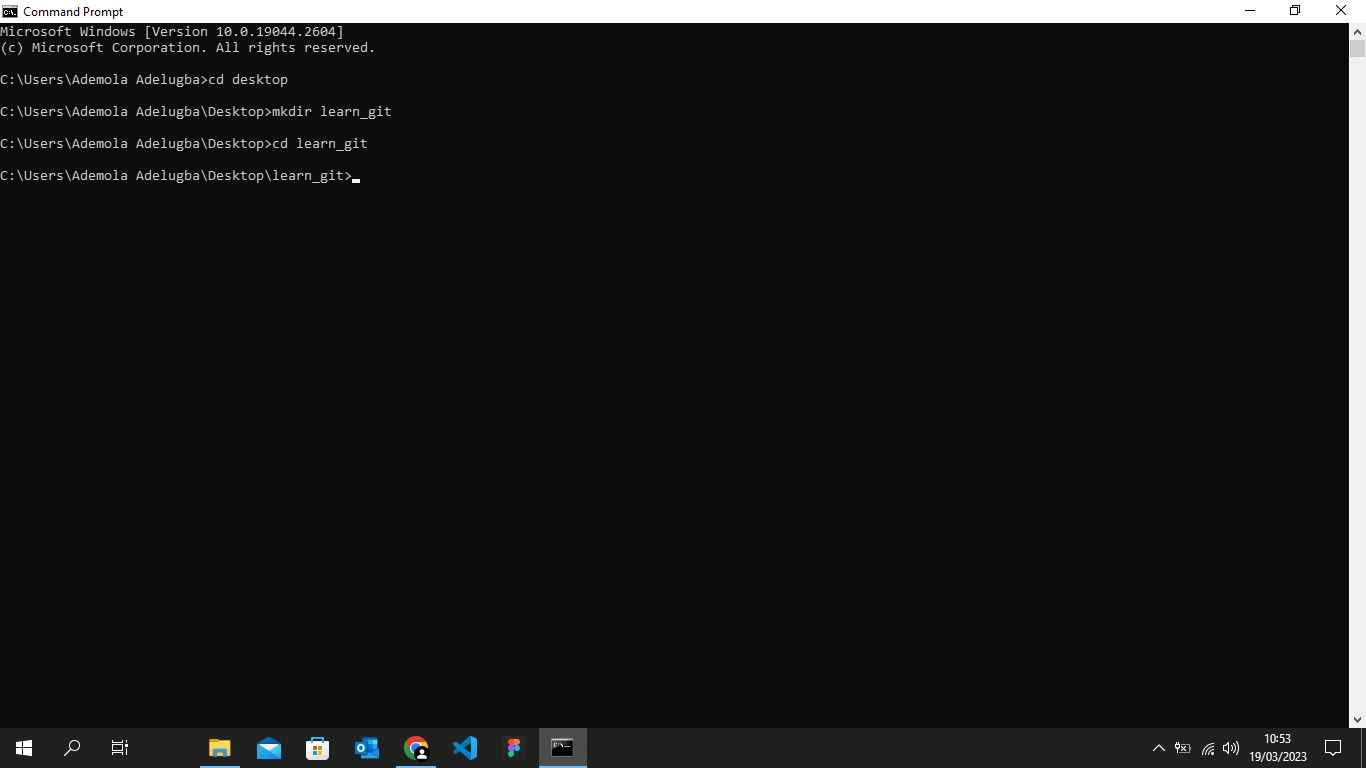 Command Prompt
Microsoft Windows [Version 10.0.19044.2604]
(c) Microsoft Corporation. All rights reserved.
C:\Users\Ademola Adelugba>cd desktop
C:\Users\Ademola Adelugba\Desktop>mkdir learn_git
C:\Users\Ademola Adelugba\Desktop>cd learn_git
C:\Users\Ademola Adelugba\Desktop\learn_git>
10:53
19/03/2023